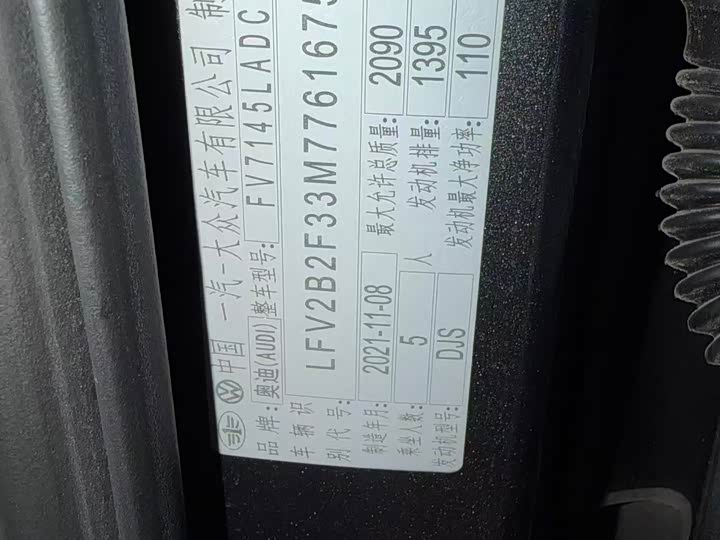 中国 一汽-大众汽车有限公司 制
品牌: 奥迪(AUDI) 整车型号: FV7145LADC
车辆识别代号: LFV2B2F33M7761675
制造年月: 2021-11-08 最大允许总质量: 2090
乘坐人数: 5 人 发动机排量: 1395
发动机型号: DJS 发动机最大净功率: 110